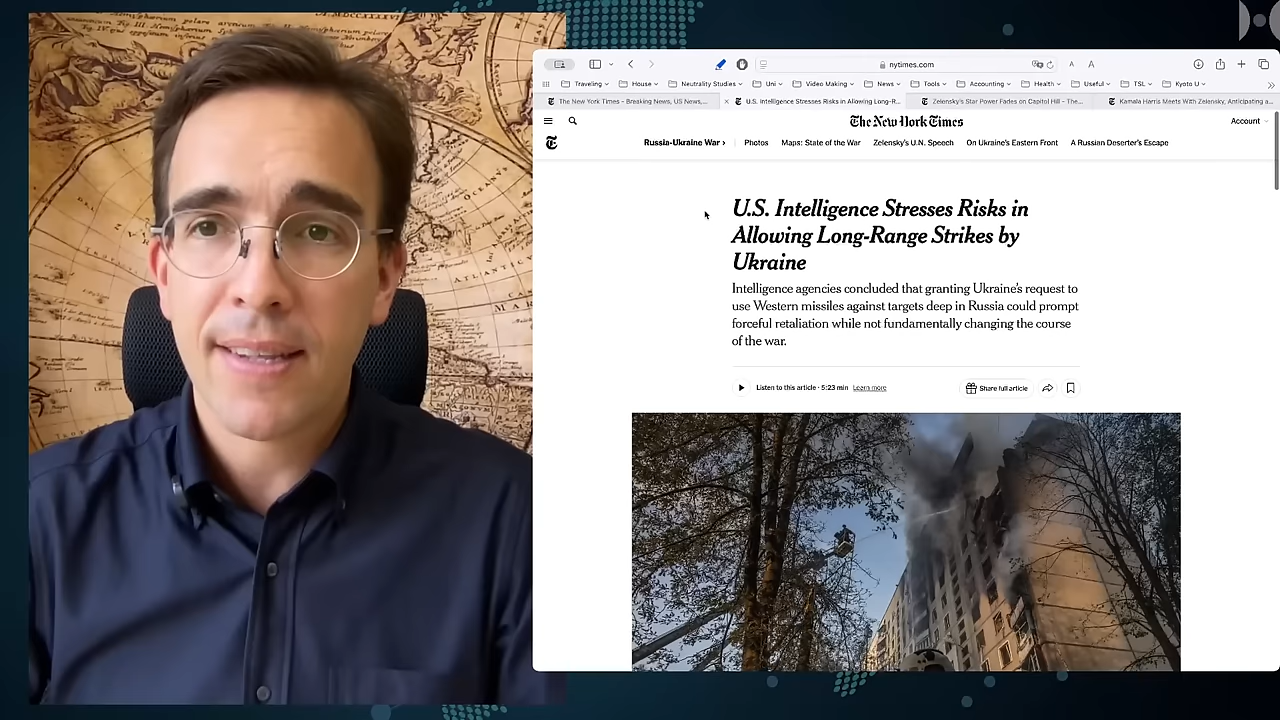 nytimes.com
Traveling
House
Neutrality Studies
Uni
Video Making
News
Tools
Accounting
Health
Useful
TSL
Kyoto U
The New York Times - Breaking News, US News,...
U.S. Intelligence Stresses Risks in Allowing Long-R...
Zelensky's Star Power Fades on Capitol Hill - The...
Kamala Harris Meets With Zelensky, Anticipating a...
The New York Times
Account
Russia-Ukraine War ›
Photos
Maps: State of the War
Zelensky's U.N. Speech
On Ukraine's Eastern Front
A Russian Deserter's Escape
U.S. Intelligence Stresses Risks in
Allowing Long-Range Strikes by
Ukraine
Intelligence agencies concluded that granting Ukraine's request to
use Western missiles against targets deep in Russia could prompt
forceful retaliation while not fundamentally changing the course
of the war.
Listen to this article · 5:23 min Learn more
Share full article